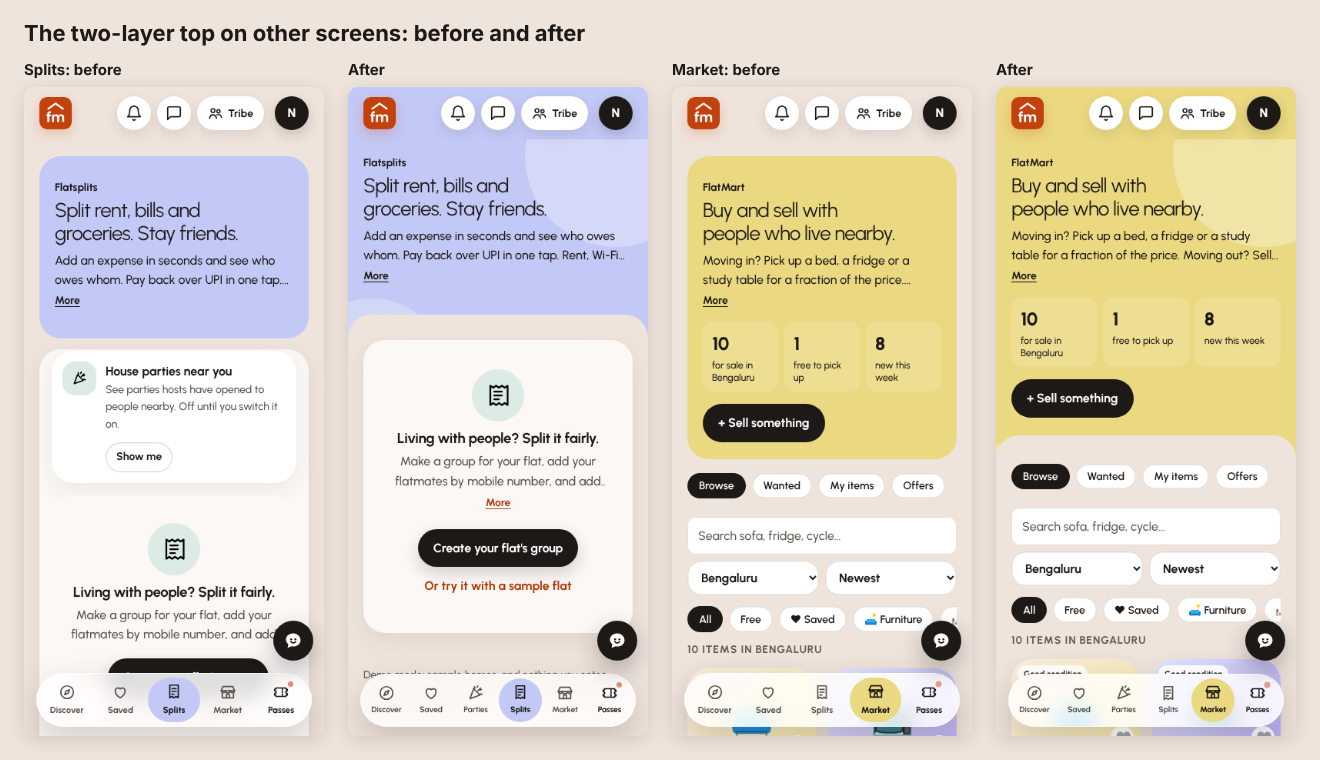 The two-layer top on other screens: before and after
Splits: before
fm
Tribe
N
Flatsplits
Split rent, bills and
groceries. Stay friends.
Add an expense in seconds and see who
owes whom. Pay back over UPI in one tap....
More
House parties near you
See parties hosts have opened to
people nearby. Off until you switch it
on.
Show me
Living with people? Split it fairly.
Make a group for your flat, add your
flatmates by mobile number, and add
Discover
Saved
Splits
Market
Passes
After
fm
Tribe
N
Flatsplits
Split rent, bills and
groceries. Stay friends.
Add an expense in seconds and see who owes
whom. Pay back over UPI in one tap. Rent, Wi-Fi...
More
Living with people? Split it fairly.
Make a group for your flat, add your
flatmates by mobile number, and add..
More
Create your flat's group
Or try it with a sample flat
Discover
Saved
Parties
Splits
Market
Passes
Market: before
fm
Tribe
N
FlatMart
Buy and sell with
people who live nearby.
Moving in? Pick up a bed, a fridge or a
study table for a fraction of the price....
More
10
for sale in
Bengaluru
1
free to pick
up
8
new this
week
+ Sell something
Browse
Wanted
My items
Offers
Search sofa, fridge, cycle...
Bengaluru
Newest
All
Free
♥ Saved
Furniture
10 ITEMS IN BENGALURU
Discover
Saved
Splits
Market
Passes
After
fm
Tribe
N
FlatMart
Buy and sell with
people who live nearby.
Moving in? Pick up a bed, a fridge or a study
table for a fraction of the price. Moving out? Sell...
More
10
for sale in
Bengaluru
1
free to pick up
8
new this week
+ Sell something
Browse
Wanted
My items
Offers
Search sofa, fridge, cycle...
Bengaluru
Newest
All
Free
♥ Saved
Furniture
10 ITEMS IN BENGALURU
Good condition
Good condition
Discover
Saved
Parties
Splits
Market
Passes